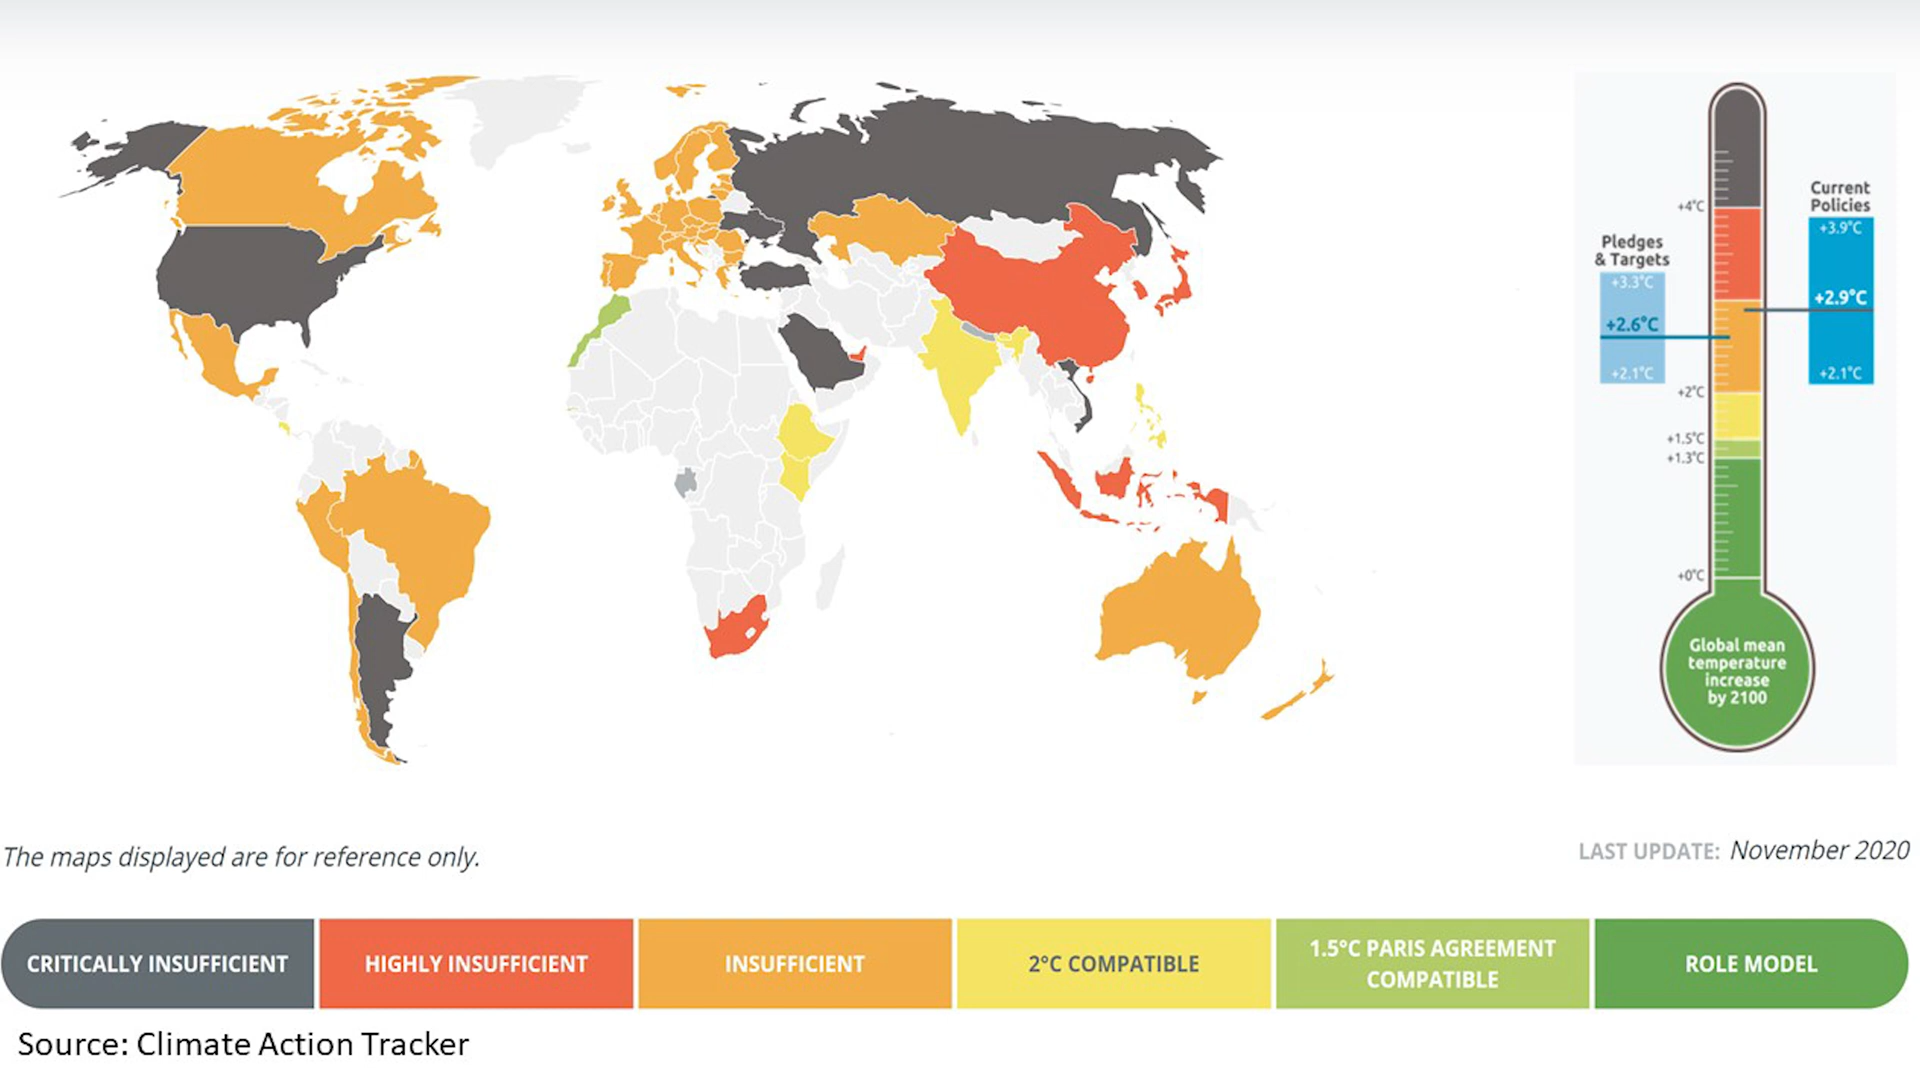 Current
Policies
+3.9°C
+2.9°C
+2.1°C
Pledges
& Targets
+3.3°C
+2.6°C
+2.1°C
+4°C
+2°C
+1.5°C
+1.3°C
+0°C
Global mean
temperature
increase
by 2100
The maps displayed are for reference only.
LAST UPDATE: November 2020
CRITICALLY INSUFFICIENT
HIGHLY INSUFFICIENT
INSUFFICIENT
2°C COMPATIBLE
1.5°C PARIS AGREEMENT
COMPATIBLE
ROLE MODEL
Source: Climate Action Tracker